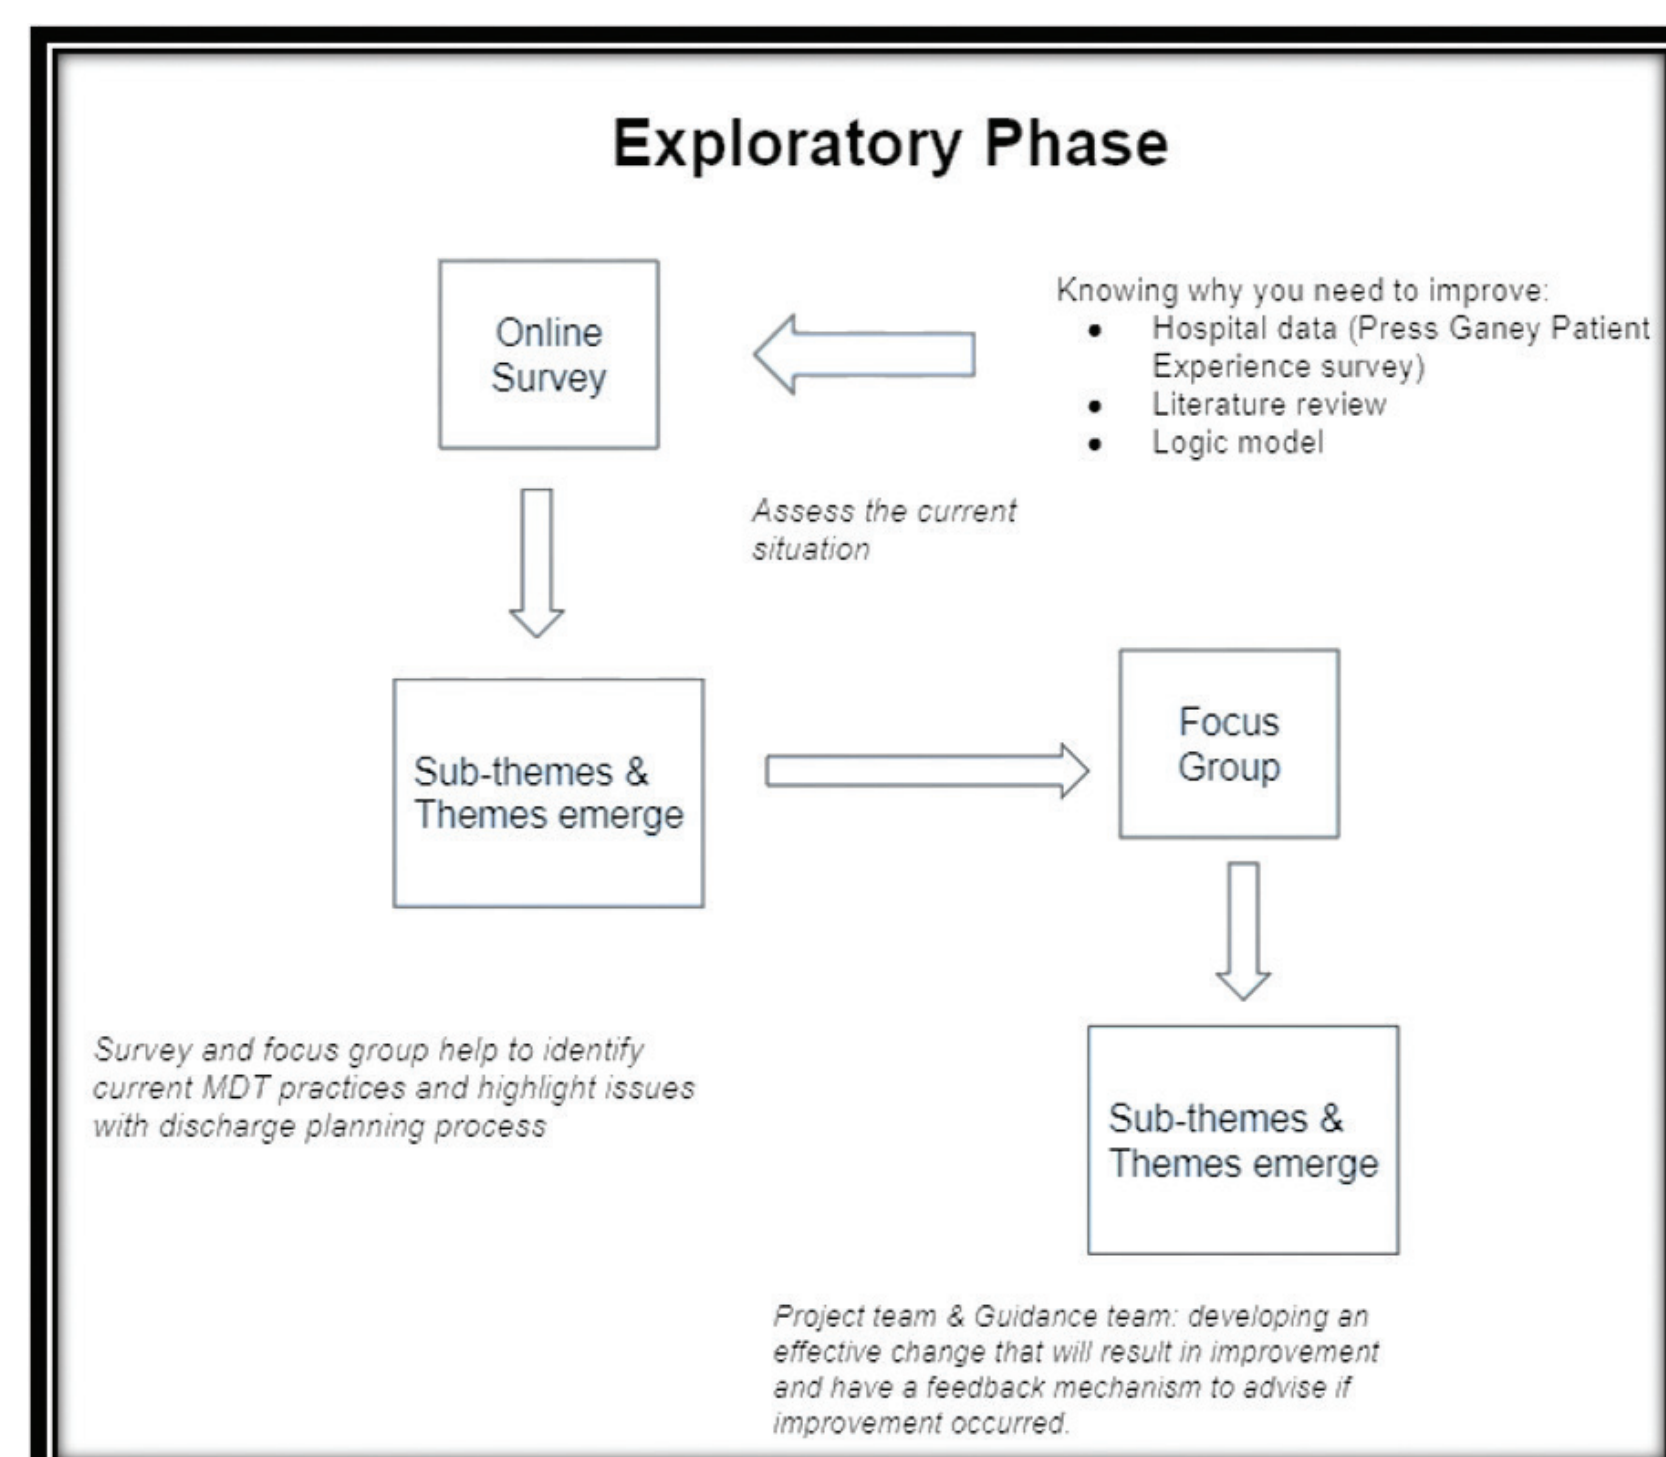 Exploratory Phase
Online
Survey
Knowing why you need to improve:
• Hospital data (Press Ganey Patient
Experience survey)
• Literature review
• Logic model
Assess the current
situation
Sub-themes &
Themes emerge
Focus
Group
Survey and focus group help to identify
current MDT practices and highlight issues
with discharge planning process
Sub-themes &
Themes emerge
Project team & Guidance team: developing an
effective change that will result in improvement
and have a feedback mechanism to advise if
improvement occurred.